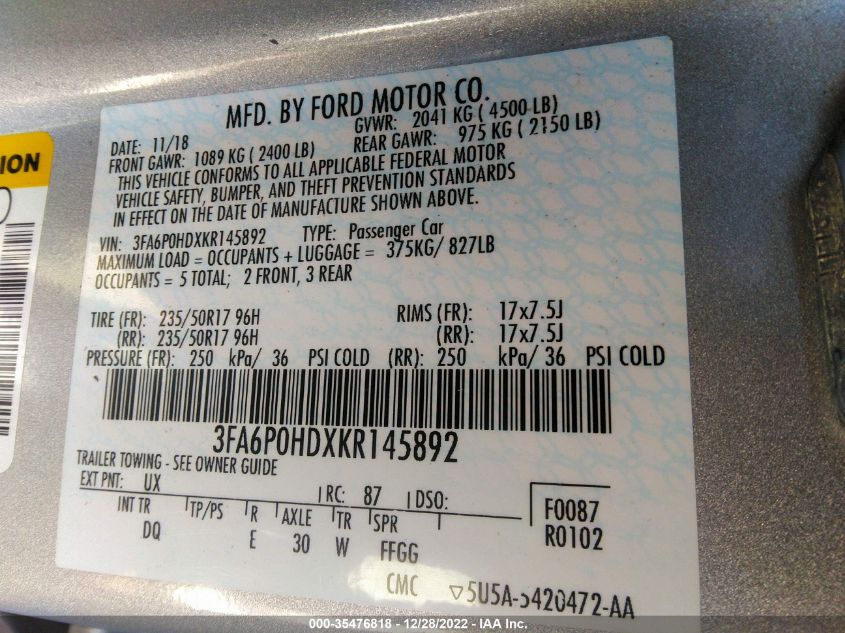 MFD. BY FORD MOTOR CO.
DATE: 11/18 GVWR: 2041 KG ( 4500 LB)
FRONT GAWR: 1089 KG ( 2400 LB) REAR GAWR: 975 KG ( 2150 LB)
THIS VEHICLE CONFORMS TO ALL APPLICABLE FEDERAL MOTOR
VEHICLE SAFETY, BUMPER, AND THEFT PREVENTION STANDARDS
IN EFFECT ON THE DATE OF MANUFACTURE SHOWN ABOVE.
VIN: 3FA6P0HDXKR145892 TYPE: Passenger Car
MAXIMUM LOAD = OCCUPANTS + LUGGAGE = 375KG/ 827LB
OCCUPANTS = 5 TOTAL; 2 FRONT, 3 REAR
TIRE (FR): 235/50R17 96H RIMS (FR): 17x7.5J
(RR): 235/50R17 96H (RR): 17x7.5J
PRESSURE (FR): 250 kPa/ 36 PSI COLD (RR): 250 kPa/ 36 PSI COLD
3FA6P0HDXKR145892
TRAILER TOWING - SEE OWNER GUIDE
EXT PNT: UX RC: 87 DSO:
INT TR TP/PS R AXLE TR SPR F0087
DQ E 30 W FFGG R0102
CMC ▽5U5A-5420472-AA
ION
000-35476818 - 12/28/2022 - IAA Inc.